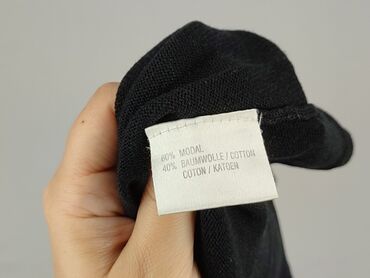 60% MODAL
40% BAUMWOLLE / COTTON
COTON / KATOEN